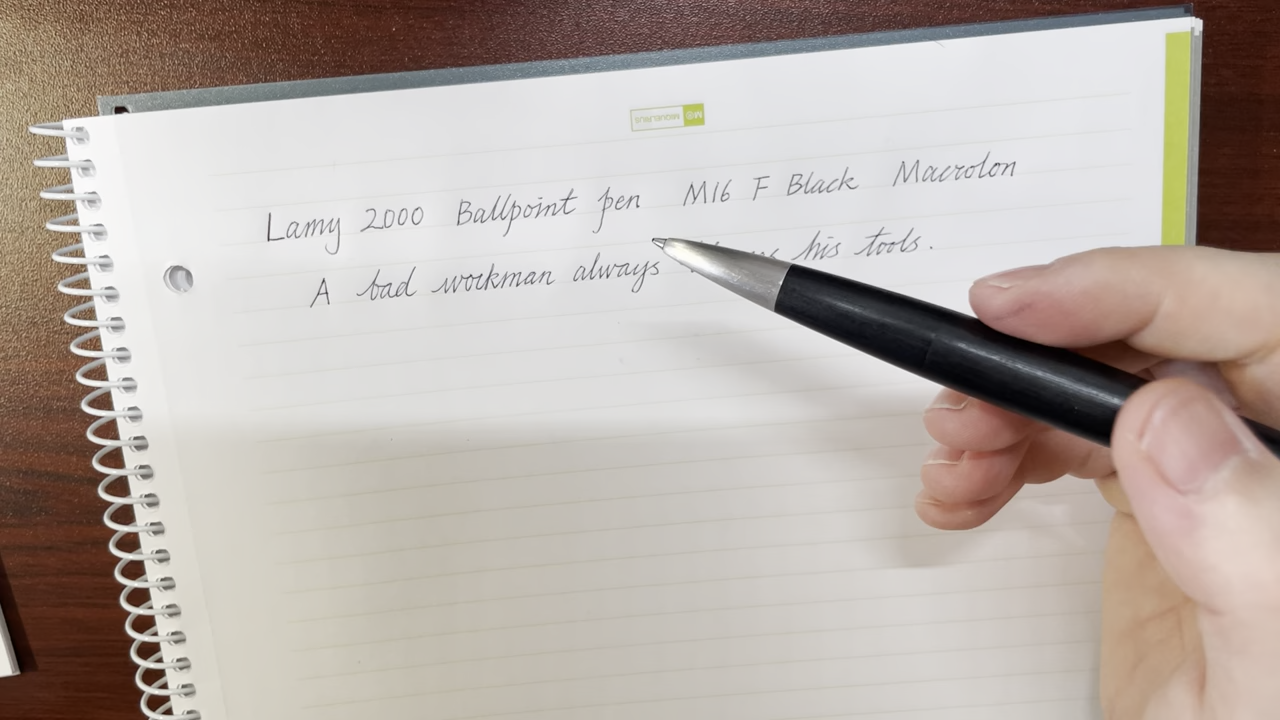 Lamy 2000 Ballpoint pen M16 F Black Macrolon
A bad workman always his tools.